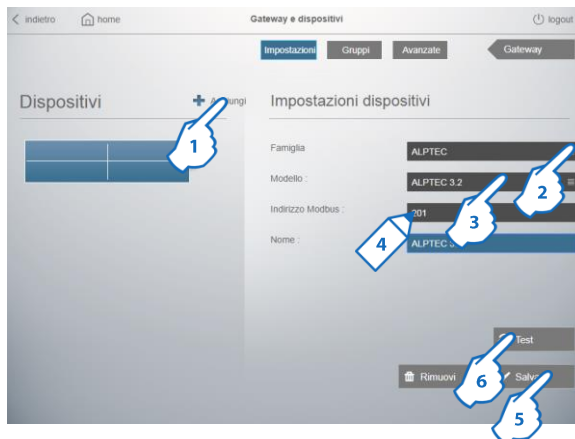 indietro
home
Gateway e dispositivi
logout
Impostazioni
Gruppi
Avanzate
Gateway
Dispositivi
Impostazioni dispositivi
1
Famiglia
ALPTEC
Modello :
ALPTEC 3.2
2
Indirizzo Modbus :
201
3
Nome :
ALPTEC
4
Test
Rimuovi
6
5